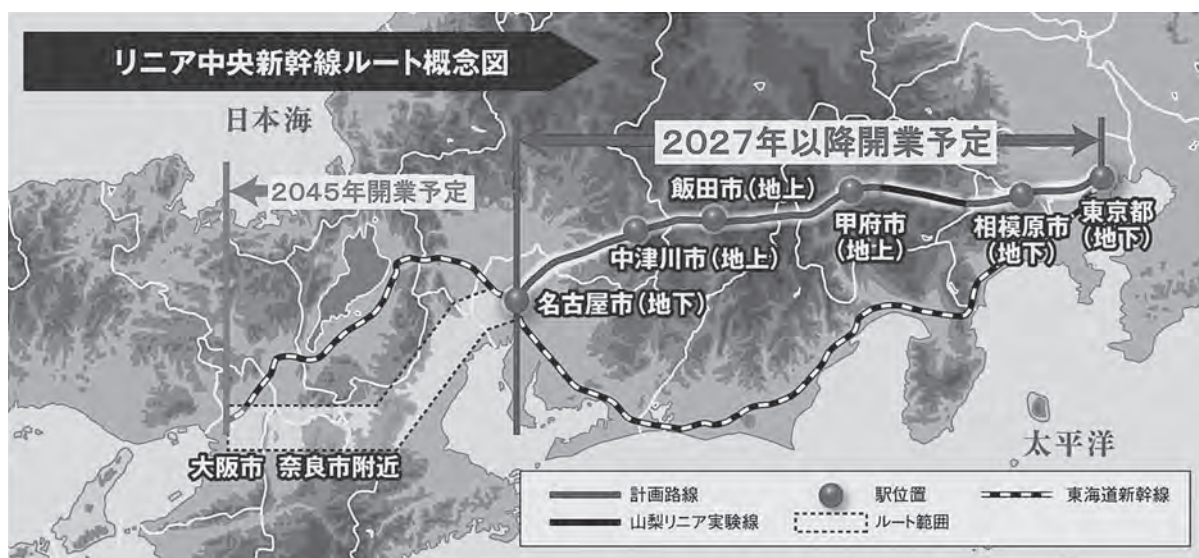 リニア中央新幹線ルート概念図
日本海
2027年以降開業予定
2045年開業予定
飯田市(地上)
甲府市
(地上)
相模原市
(地下)
東京都
(地下)
中津川市(地上)
名古屋市(地下)
太平洋
大阪市
奈良市附近
計画路線
駅位置
東海道新幹線
山梨リニア実験線
ルート範囲